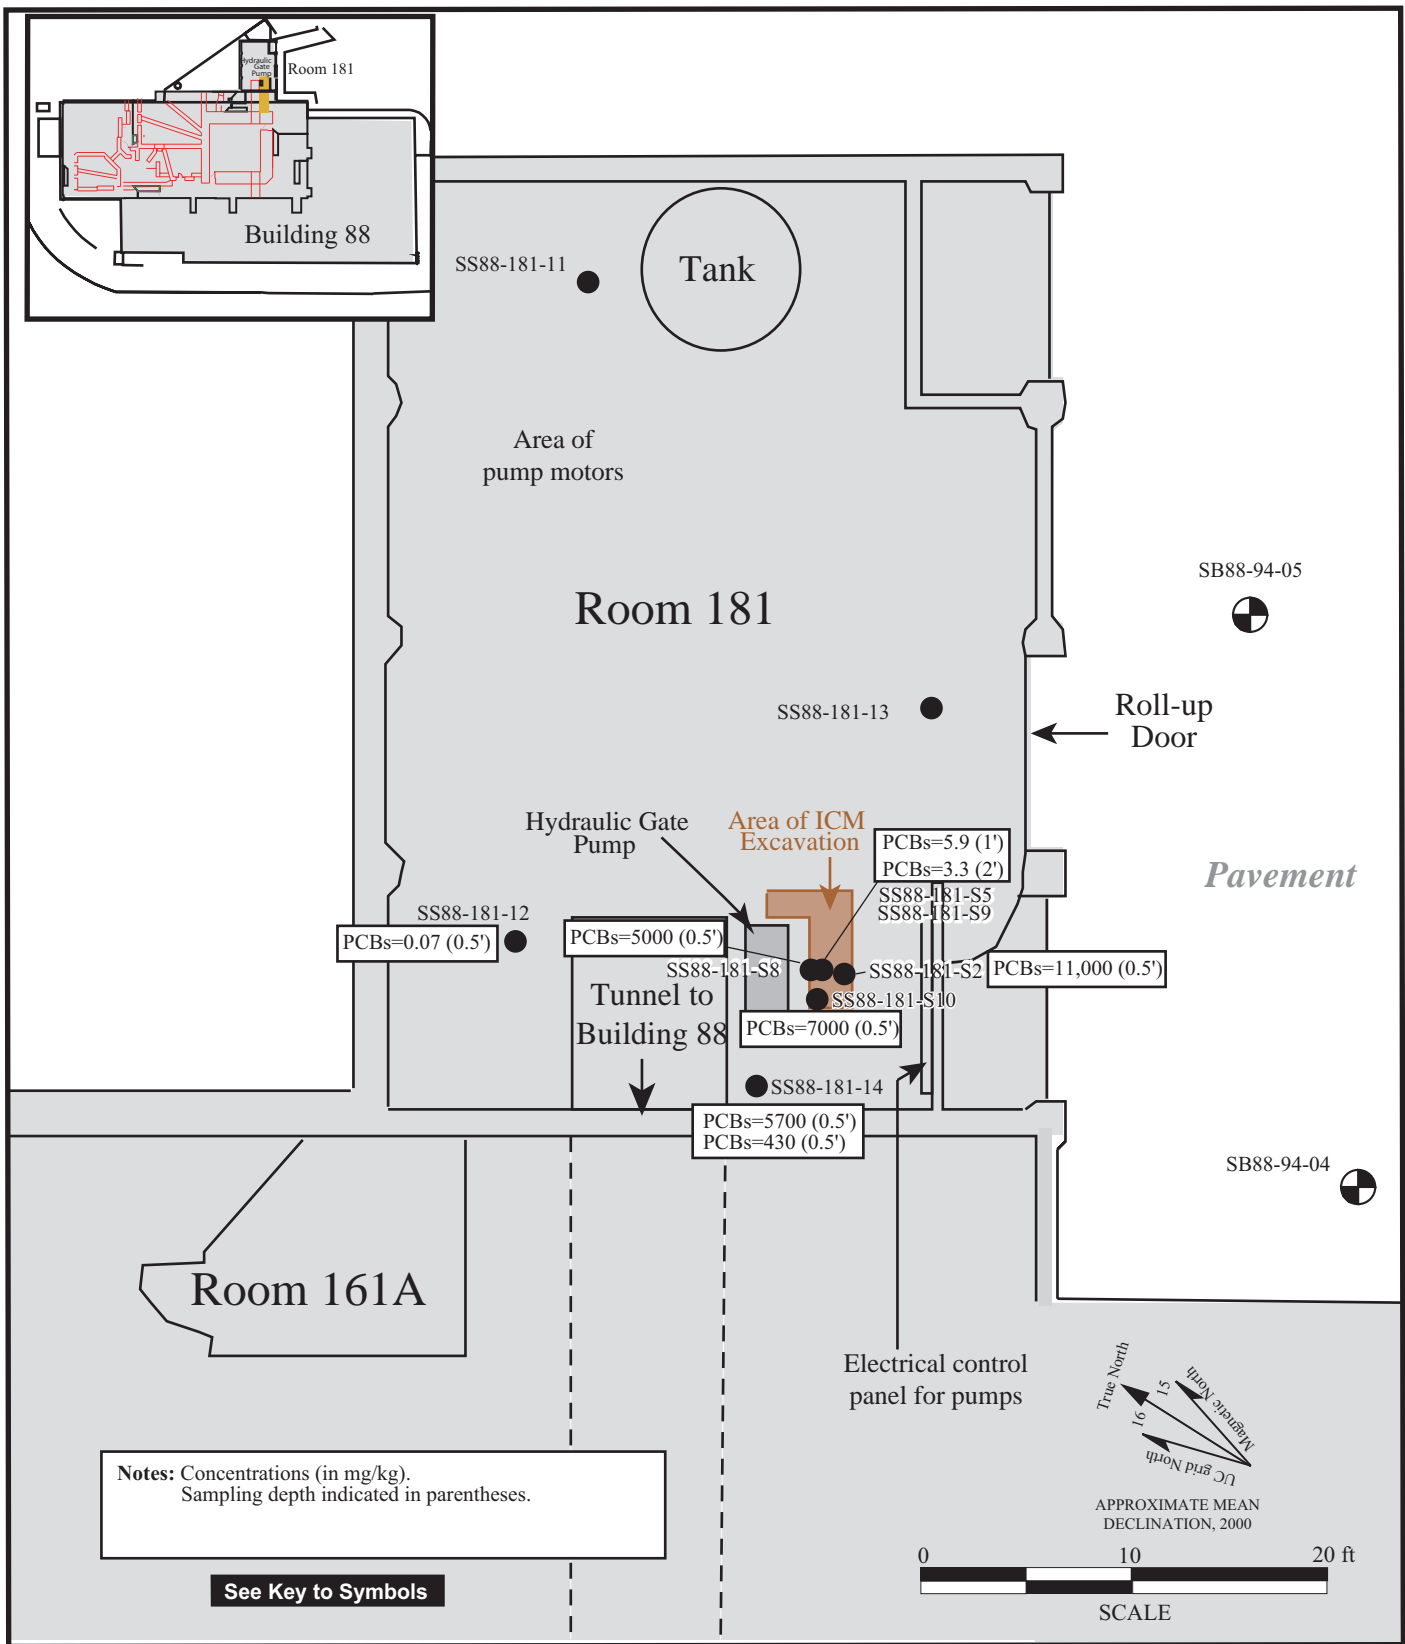 Hydraulic
Gate
Pump
Room 181
Building 88
SS88-181-11
Tank
Area of
pump motors
SB88-94-05
Room 181
SS88-181-13
Roll-up
Door
Hydraulic Gate
Pump
Area of ICM
Excavation
PCBs=5.9 (1')
PCBs=3.3 (2')
SS88-181-S5
SS88-181-S9
Pavement
SS88-181-12
PCBs=0.07 (0.5')
PCBs=5000 (0.5')
SS88-181-S8
SS88-181-S2
PCBs=11,000 (0.5')
SS88-181-S10
Tunnel to
Building 88
PCBs=7000 (0.5')
SS88-181-14
PCBs=5700 (0.5')
PCBs=430 (0.5')
SB88-94-04
Room 161A
Electrical control
panel for pumps
True North
15
Magnetic North
16
UC grid North
APPROXIMATE MEAN
DECLINATION, 2000
Notes: Concentrations (in mg/kg).
Sampling depth indicated in parentheses.
See Key to Symbols
0 10 20 ft
SCALE